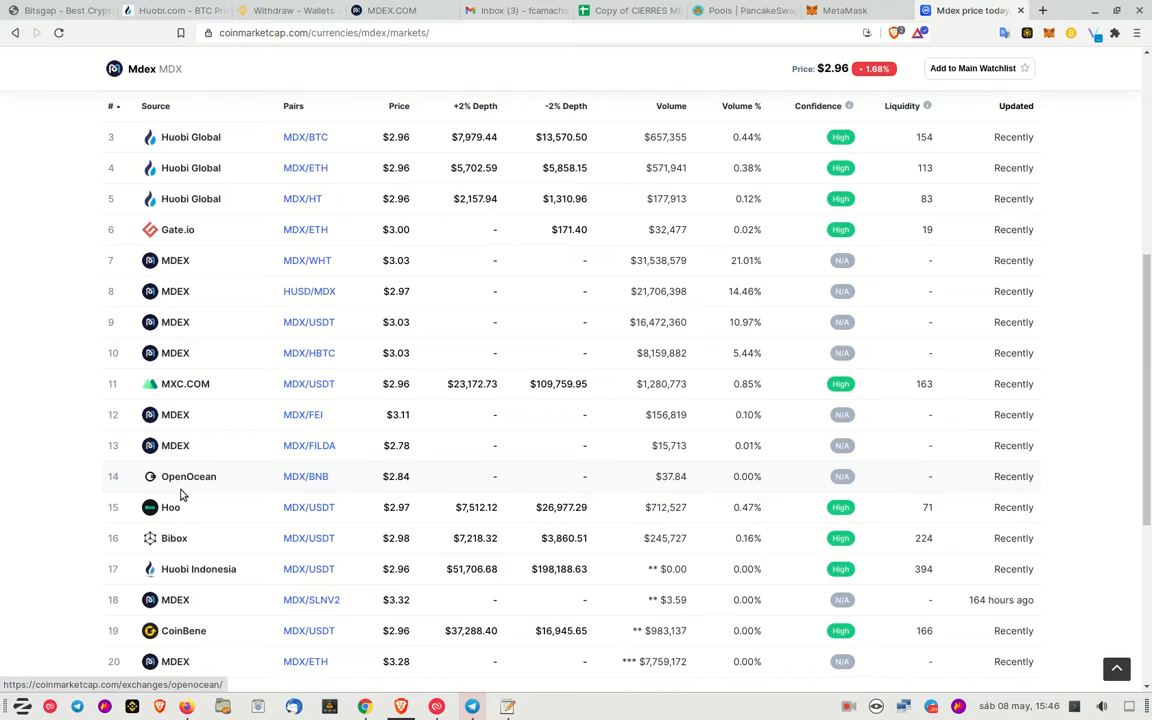 Bitsgap - Best Crypt
Huobi.com - BTC Pri
Withdraw - Wallets
MDEX.COM
Inbox (3) - fcamach
Copy of CIERRES ME
Pools | PancakeSwap
MetaMask
Mdex price today,
coinmarketcap.com/currencies/mdex/markets/
Mdex MDX
Price: $2.96 1.68%
Add to Main Watchlist
# Source Pairs Price +2% Depth -2% Depth Volume Volume % Confidence Liquidity Updated
3 Huobi Global MDX/BTC $2.96 $7,979.44 $13,570.50 $657,355 0.44% High 154 Recently
4 Huobi Global MDX/ETH $2.96 $5,702.59 $5,858.15 $571,941 0.38% High 113 Recently
5 Huobi Global MDX/HT $2.96 $2,157.94 $1,310.96 $177,913 0.12% High 83 Recently
6 Gate.io MDX/ETH $3.00 - $171.40 $32,477 0.02% High 19 Recently
7 MDEX MDX/WHT $3.03 - - $31,538,579 21.01% N/A - Recently
8 MDEX HUSD/MDX $2.97 - - $21,706,398 14.46% N/A - Recently
9 MDEX MDX/USDT $3.03 - - $16,472,360 10.97% N/A - Recently
10 MDEX MDX/HBTC $3.03 - - $8,159,882 5.44% N/A - Recently
11 MXC.COM MDX/USDT $2.96 $23,172.73 $109,759.95 $1,280,773 0.85% High 163 Recently
12 MDEX MDX/FEI $3.11 - - $156,819 0.10% N/A - Recently
13 MDEX MDX/FILDA $2.78 - - $15,713 0.01% N/A - Recently
14 OpenOcean MDX/BNB $2.84 - - $37.84 0.00% N/A - Recently
15 Hoo MDX/USDT $2.97 $7,512.12 $26,977.29 $712,527 0.47% High 71 Recently
16 Bibox MDX/USDT $2.98 $7,218.32 $3,860.51 $245,727 0.16% High 224 Recently
17 Huobi Indonesia MDX/USDT $2.96 $51,706.68 $198,188.63 ** $0.00 0.00% High 394 Recently
18 MDEX MDX/SLNV2 $3.32 - - ** $3.59 0.00% N/A - 164 hours ago
19 CoinBene MDX/USDT $2.96 $37,288.40 $16,945.65 ** $983,137 0.00% High 166 Recently
20 MDEX MDX/ETH $3.28 - - *** $7,759,172 0.00% N/A - Recently
https://coinmarketcap.com/exchanges/openocean/
sáb 08 may, 15:46